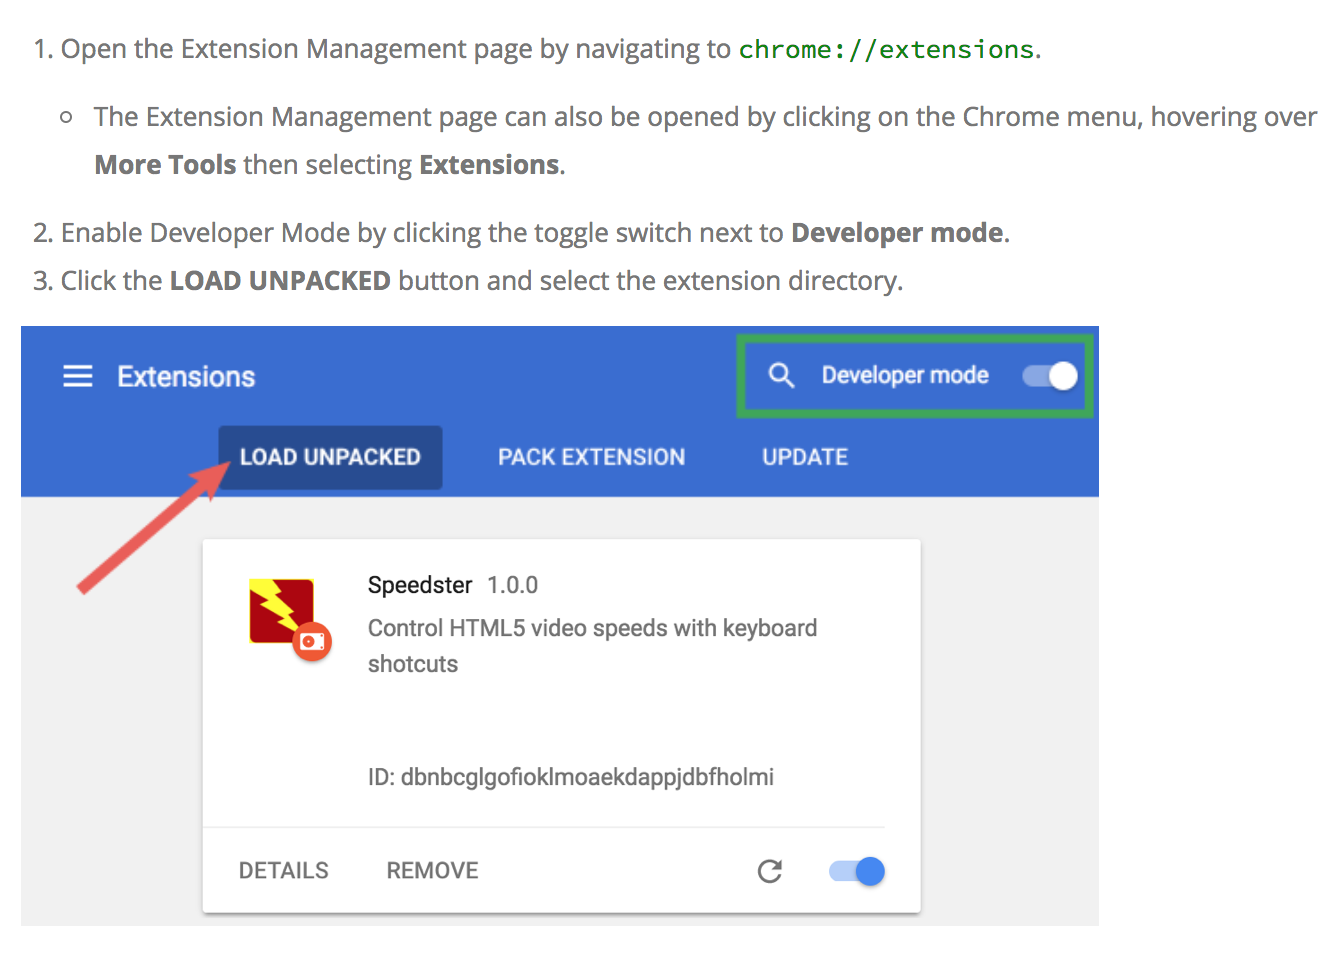 1. Open the Extension Management page by navigating to chrome://extensions.
The Extension Management page can also be opened by clicking on the Chrome menu, hovering over
More Tools then selecting Extensions.
2. Enable Developer Mode by clicking the toggle switch next to Developer mode.
3. Click the LOAD UNPACKED button and select the extension directory.
Extensions
Developer mode
LOAD UNPACKED
PACK EXTENSION
UPDATE
Speedster 1.0.0
Control HTML5 video speeds with keyboard
shotcuts
ID: dbnbcglgofioklmoaekdappjdbfholmi
DETAILS
REMOVE